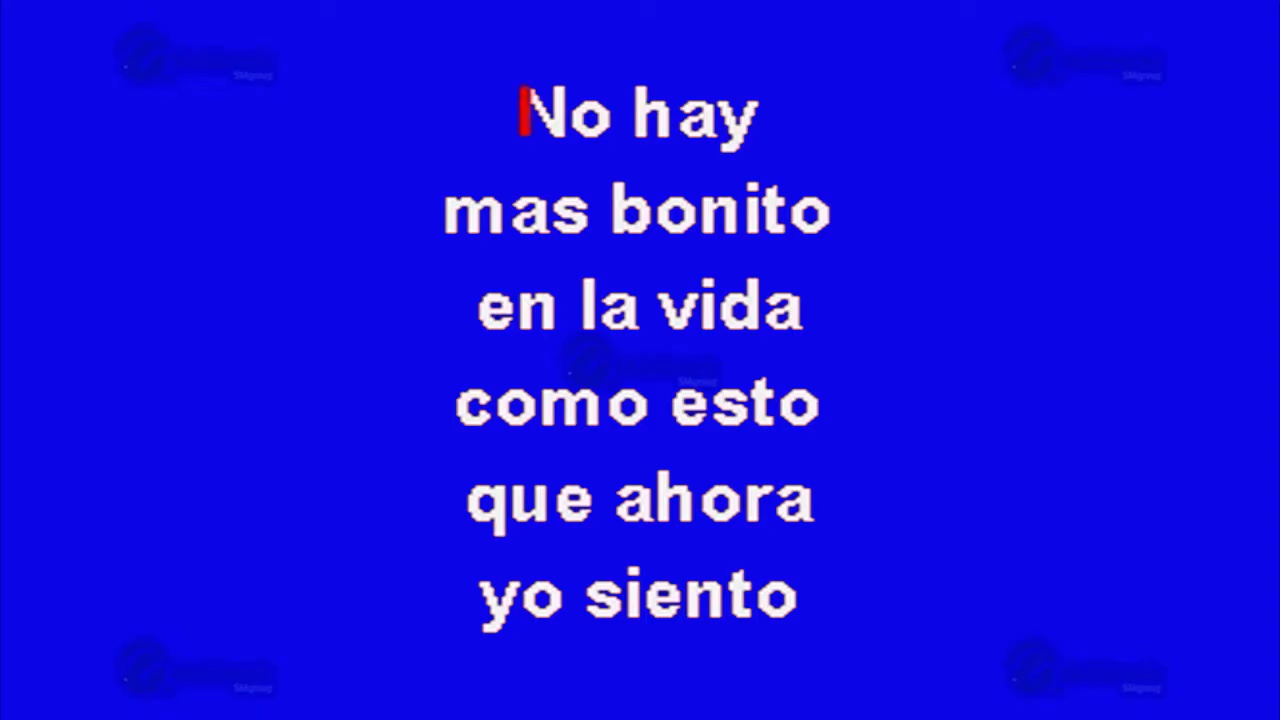 No hay
mas bonito
en la vida
como esto
que ahora
yo siento